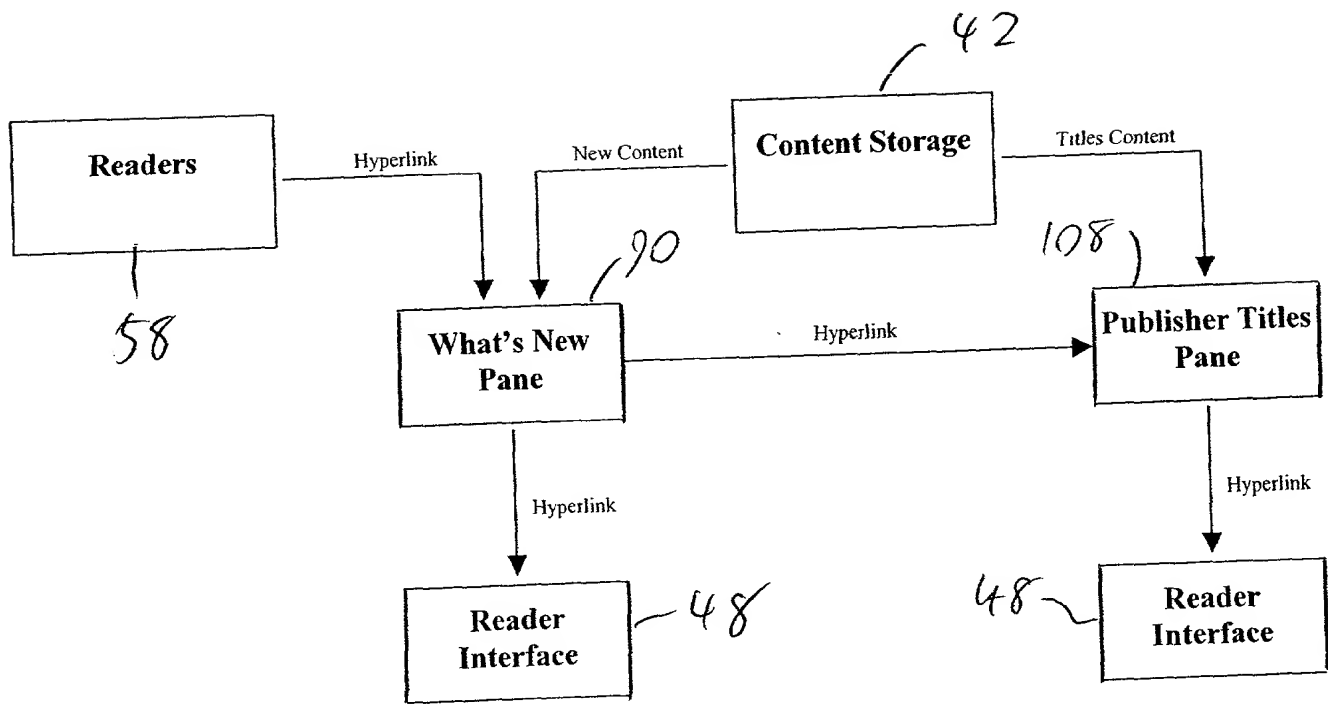 42
Readers
Hyperlink
New Content
Content Storage
Titles Content
58
90
108
What's New
Pane
Hyperlink
Publisher Titles
Pane
Hyperlink
Hyperlink
Reader
Interface
48
48
Reader
Interface